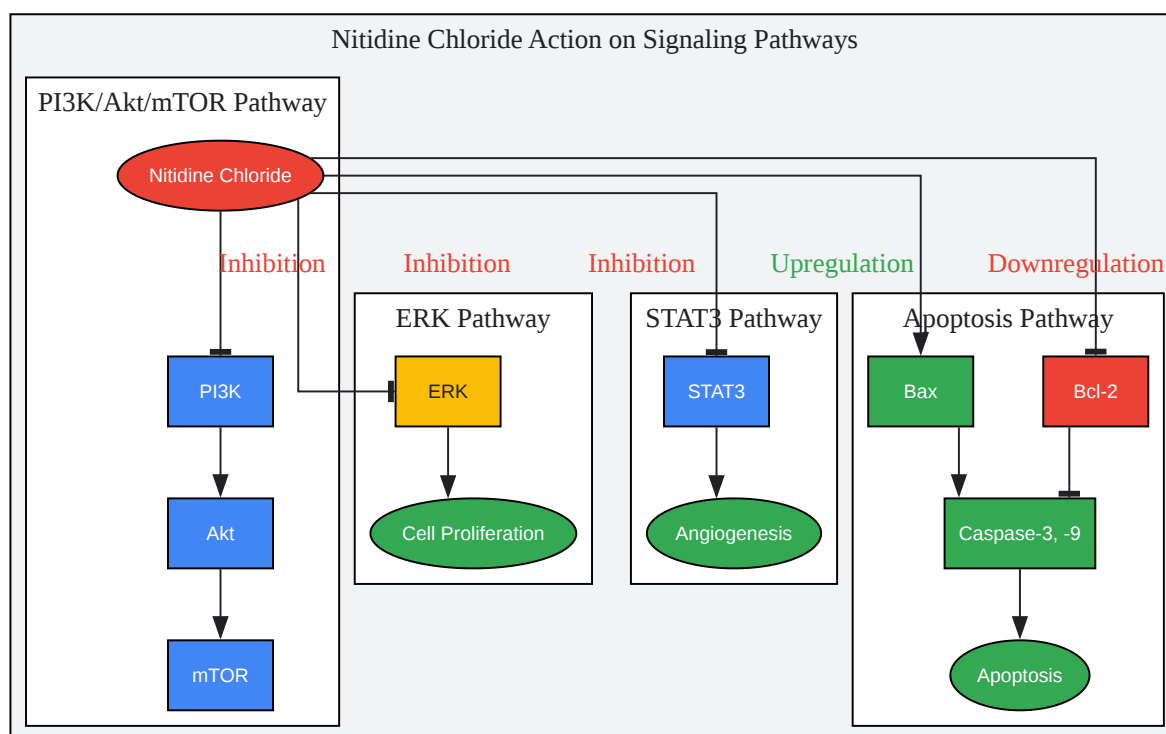 Nitidine Chloride Action on Signaling Pathways
PI3K/Akt/mTOR Pathway
Nitidine Chloride
Inhibition
Inhibition
Inhibition
Upregulation
Downregulation
ERK Pathway
STAT3 Pathway
Apoptosis Pathway
PI3K
ERK
STAT3
Bax
Bcl-2
Akt
Cell Proliferation
Angiogenesis
Caspase-3, -9
mTOR
Apoptosis